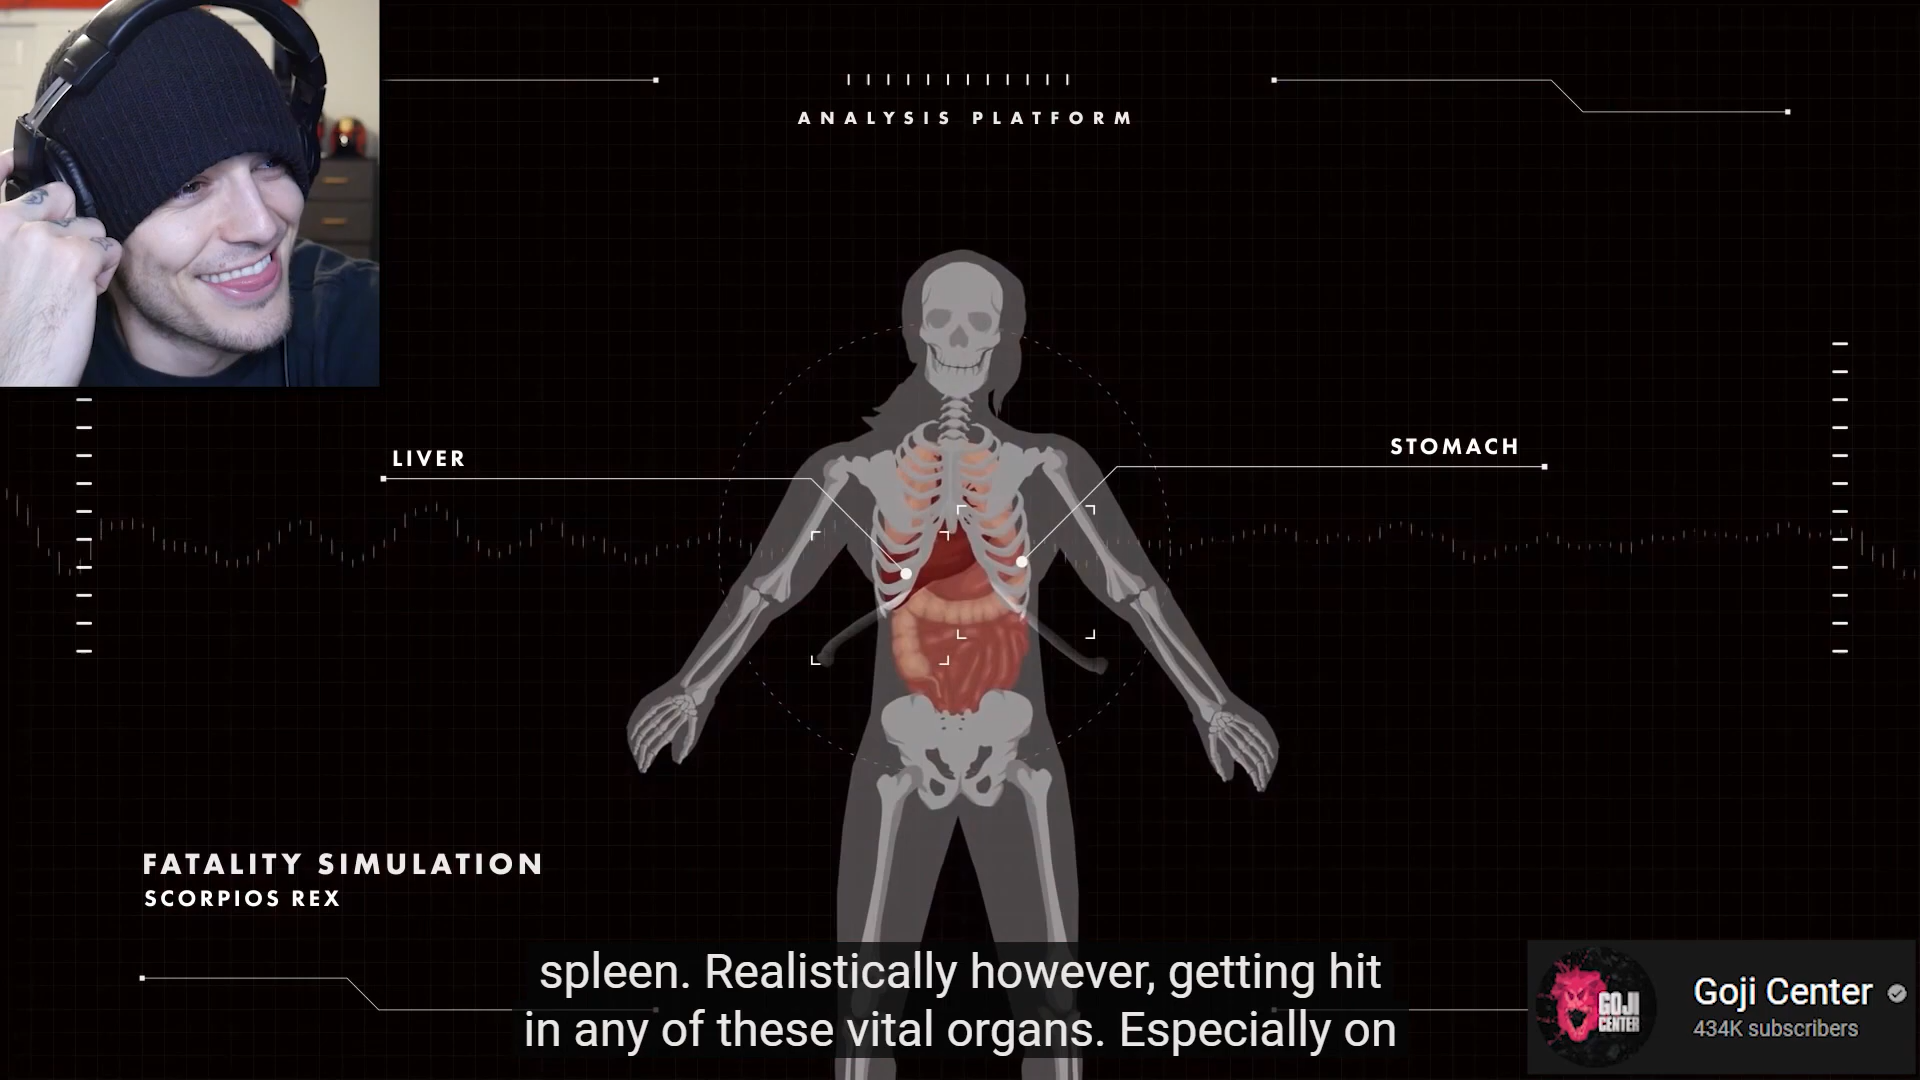 ANALYSIS PLATFORM
LIVER
STOMACH
FATALITY SIMULATION
SCORPIOS REX
spleen. Realistically however, getting hit
in any of these vital organs. Especially on
GOJI
CENTER
Goji Center
434K subscribers